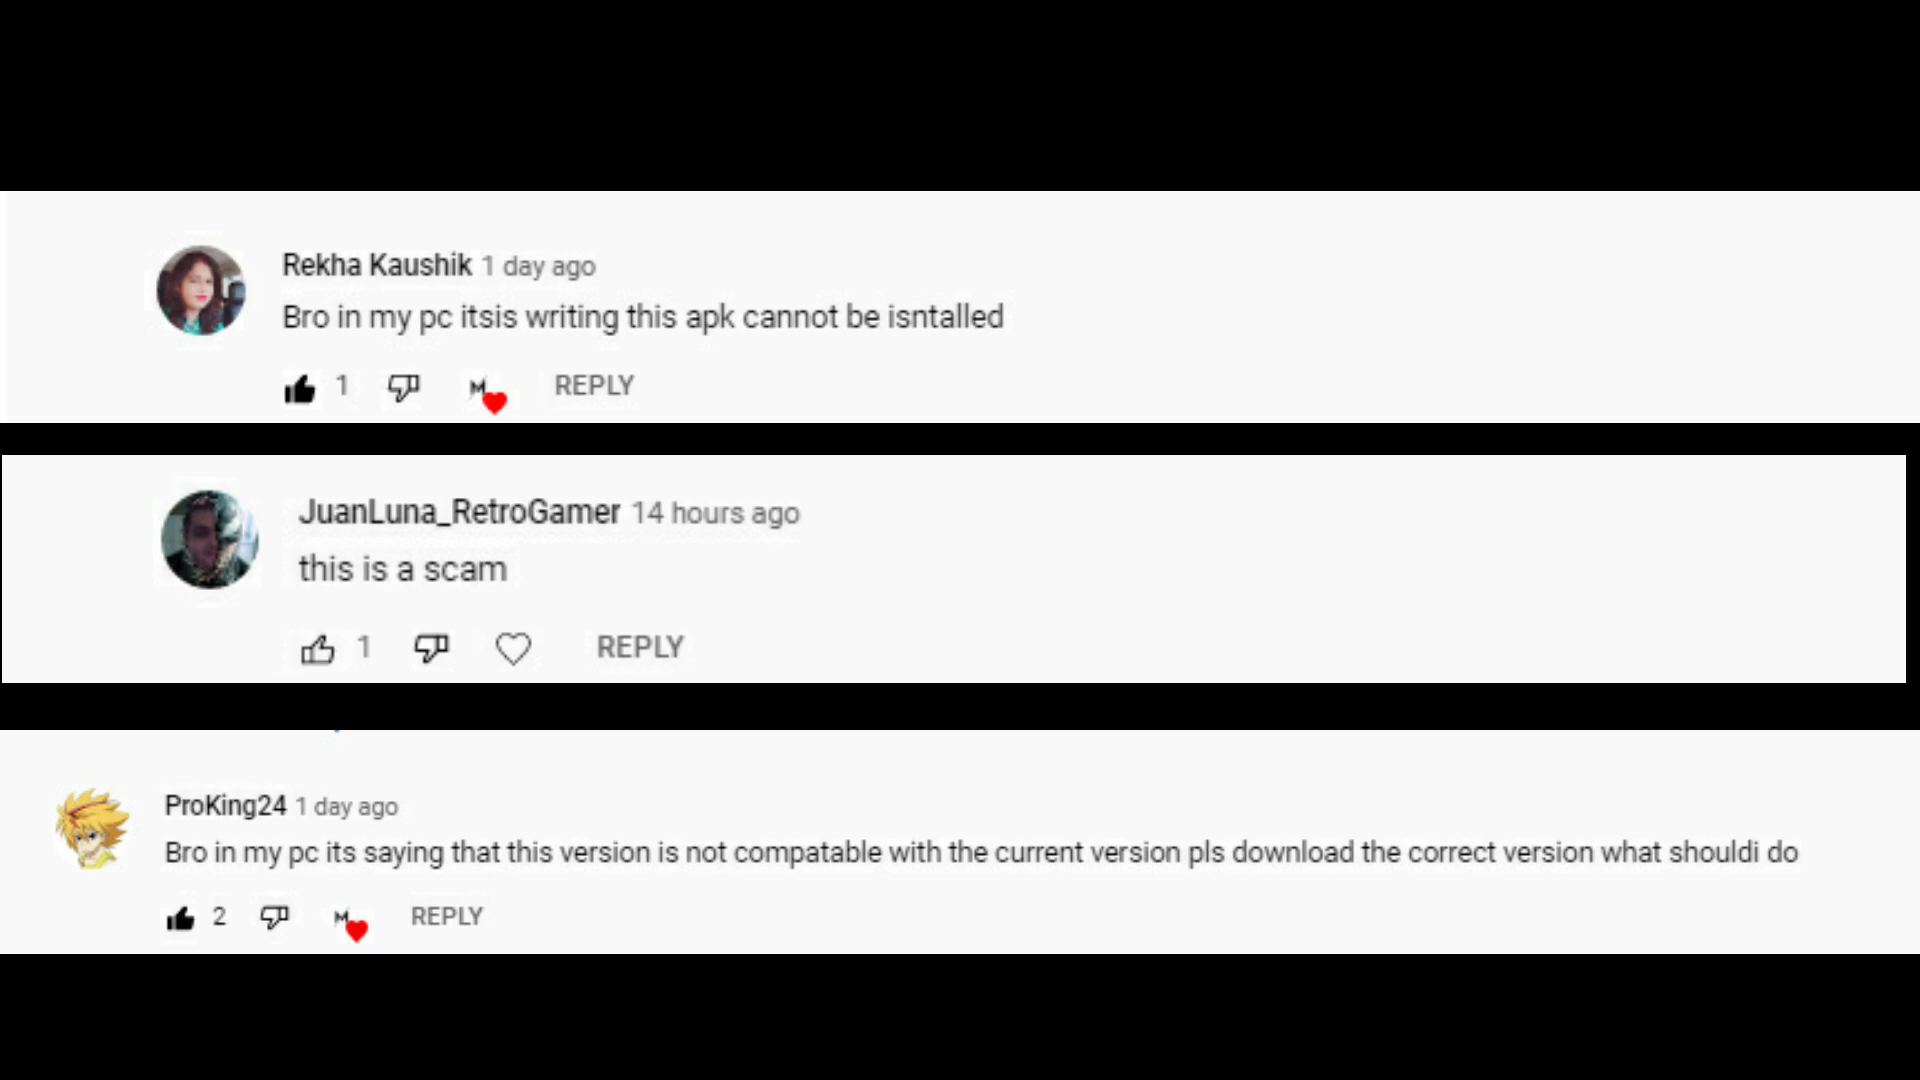 Rekha Kaushik 1 day ago
Bro in my pc itsis writing this apk cannot be isntalled
1 M REPLY
JuanLuna_RetroGamer 14 hours ago
this is a scam
1 REPLY
ProKing24 1 day ago
Bro in my pc its saying that this version is not compatable with the current version pls download the correct version what shouldi do
2 M REPLY